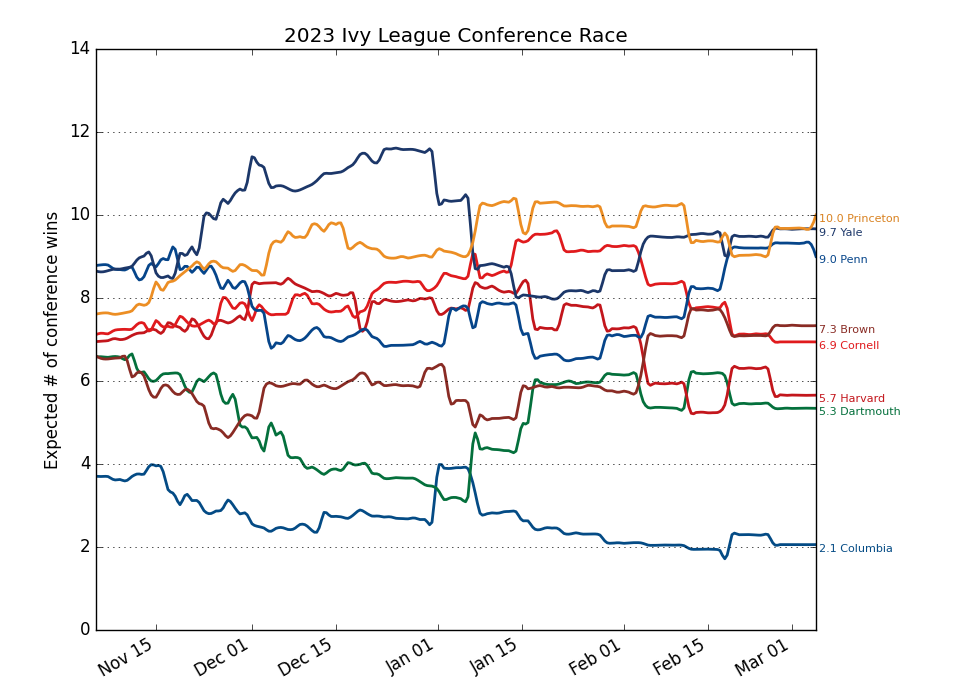 2023 Ivy League Conference Race
Expected # of conference wins
14
12
10
8
6
4
2
0
10.0 Princeton
9.7 Yale
9.0 Penn
7.3 Brown
6.9 Cornell
5.7 Harvard
5.3 Dartmouth
2.1 Columbia
Nov 15
Dec 01
Dec 15
Jan 01
Jan 15
Feb 01
Feb 15
Mar 01